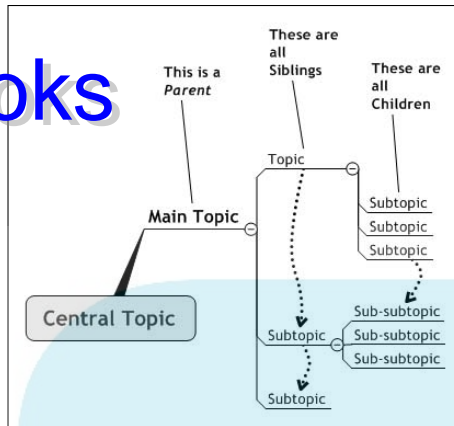 These are
all
Siblings
These are
all
Children
This is a
Parent
Topic
Subtopic
Subtopic
Subtopic
Main Topic
Central Topic
Sub-subtopic
Subtopic
Sub-subtopic
Sub-subtopic
Subtopic